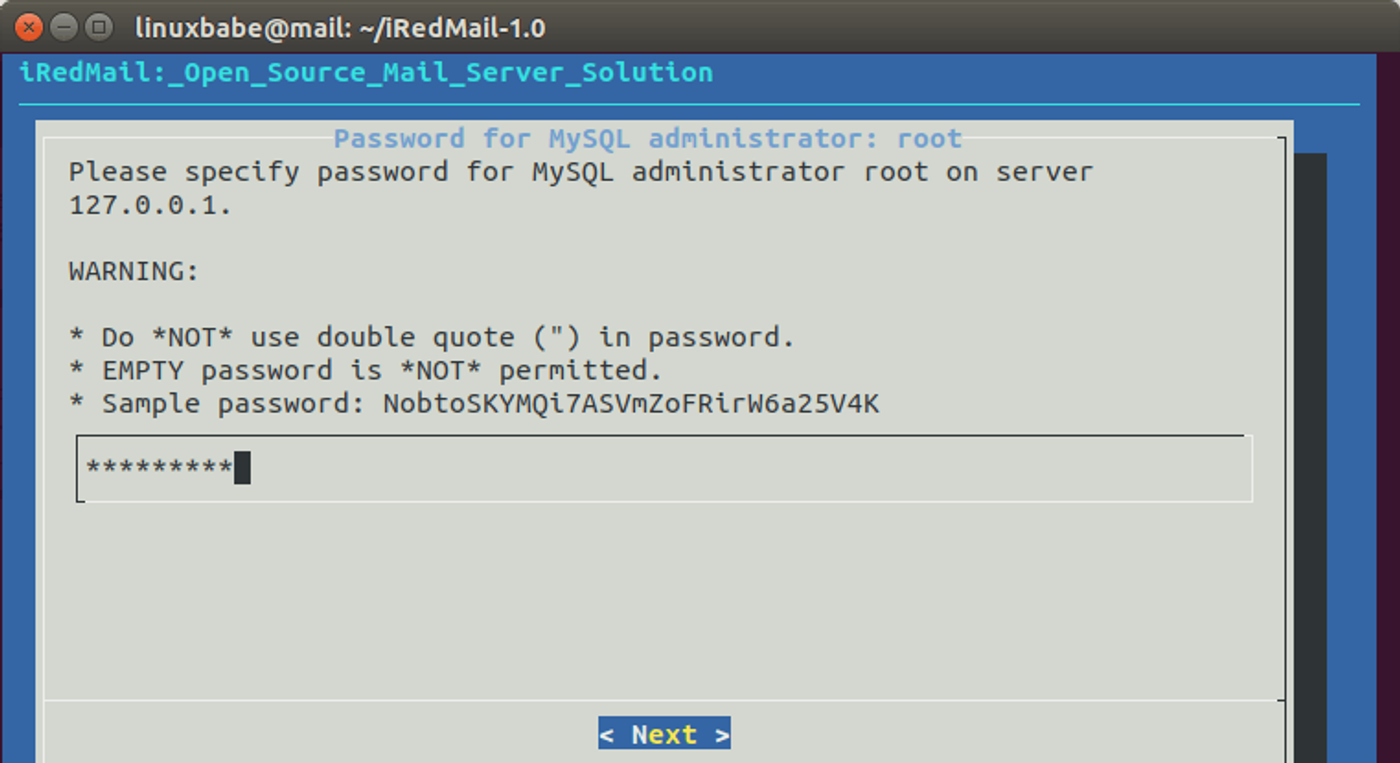 linuxbabe@mail: ~/iRedMail-1.0
iRedMail:_Open_Source_Mail_Server_Solution
Password for MySQL administrator: root
Please specify password for MySQL administrator root on server
127.0.0.1.
WARNING:
* Do *NOT* use double quote (") in password.
* EMPTY password is *NOT* permitted.
* Sample password: NobtoSKYMQi7ASVmZoFRirW6a25V4K
*********
< Next >